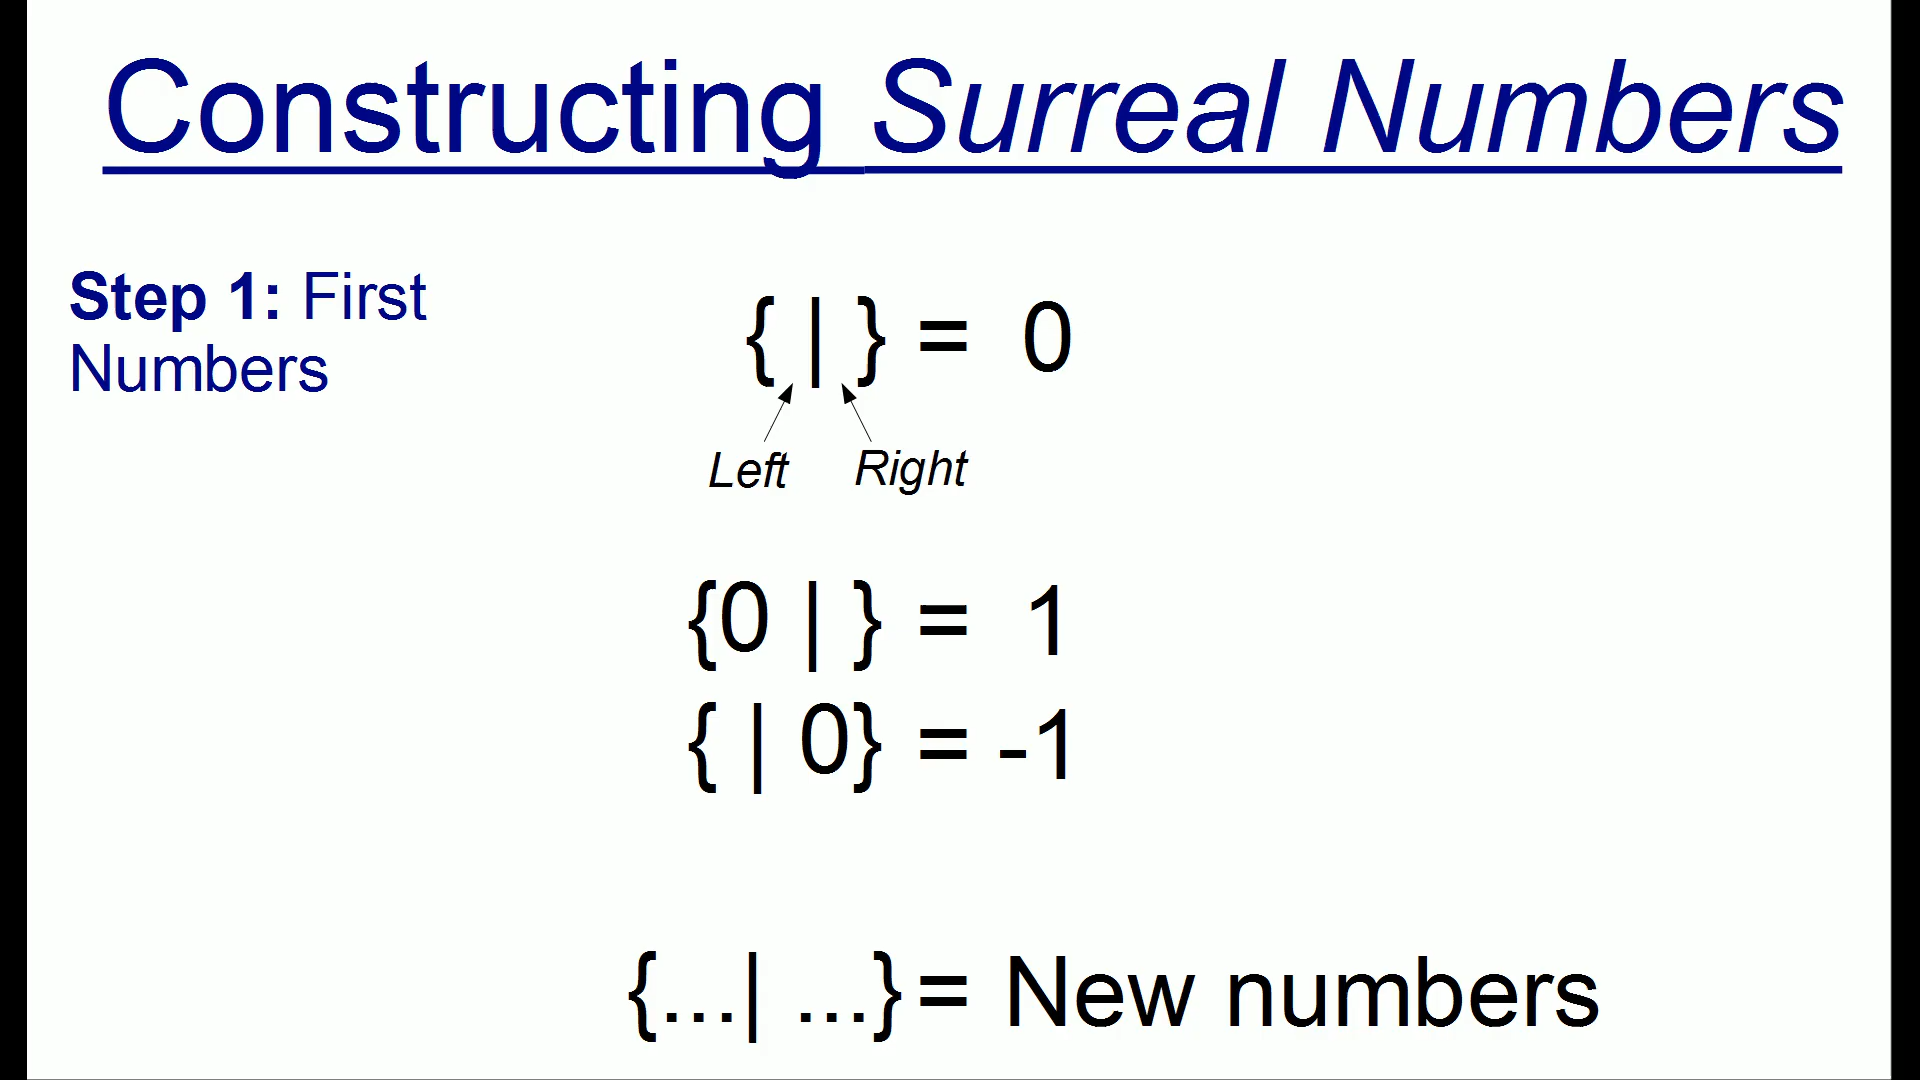 Constructing Surreal Numbers
Step 1: First
Numbers
{ | } = 0
Left Right
{0 | } = 1
{ | 0} = -1
{...| ...} = New numbers